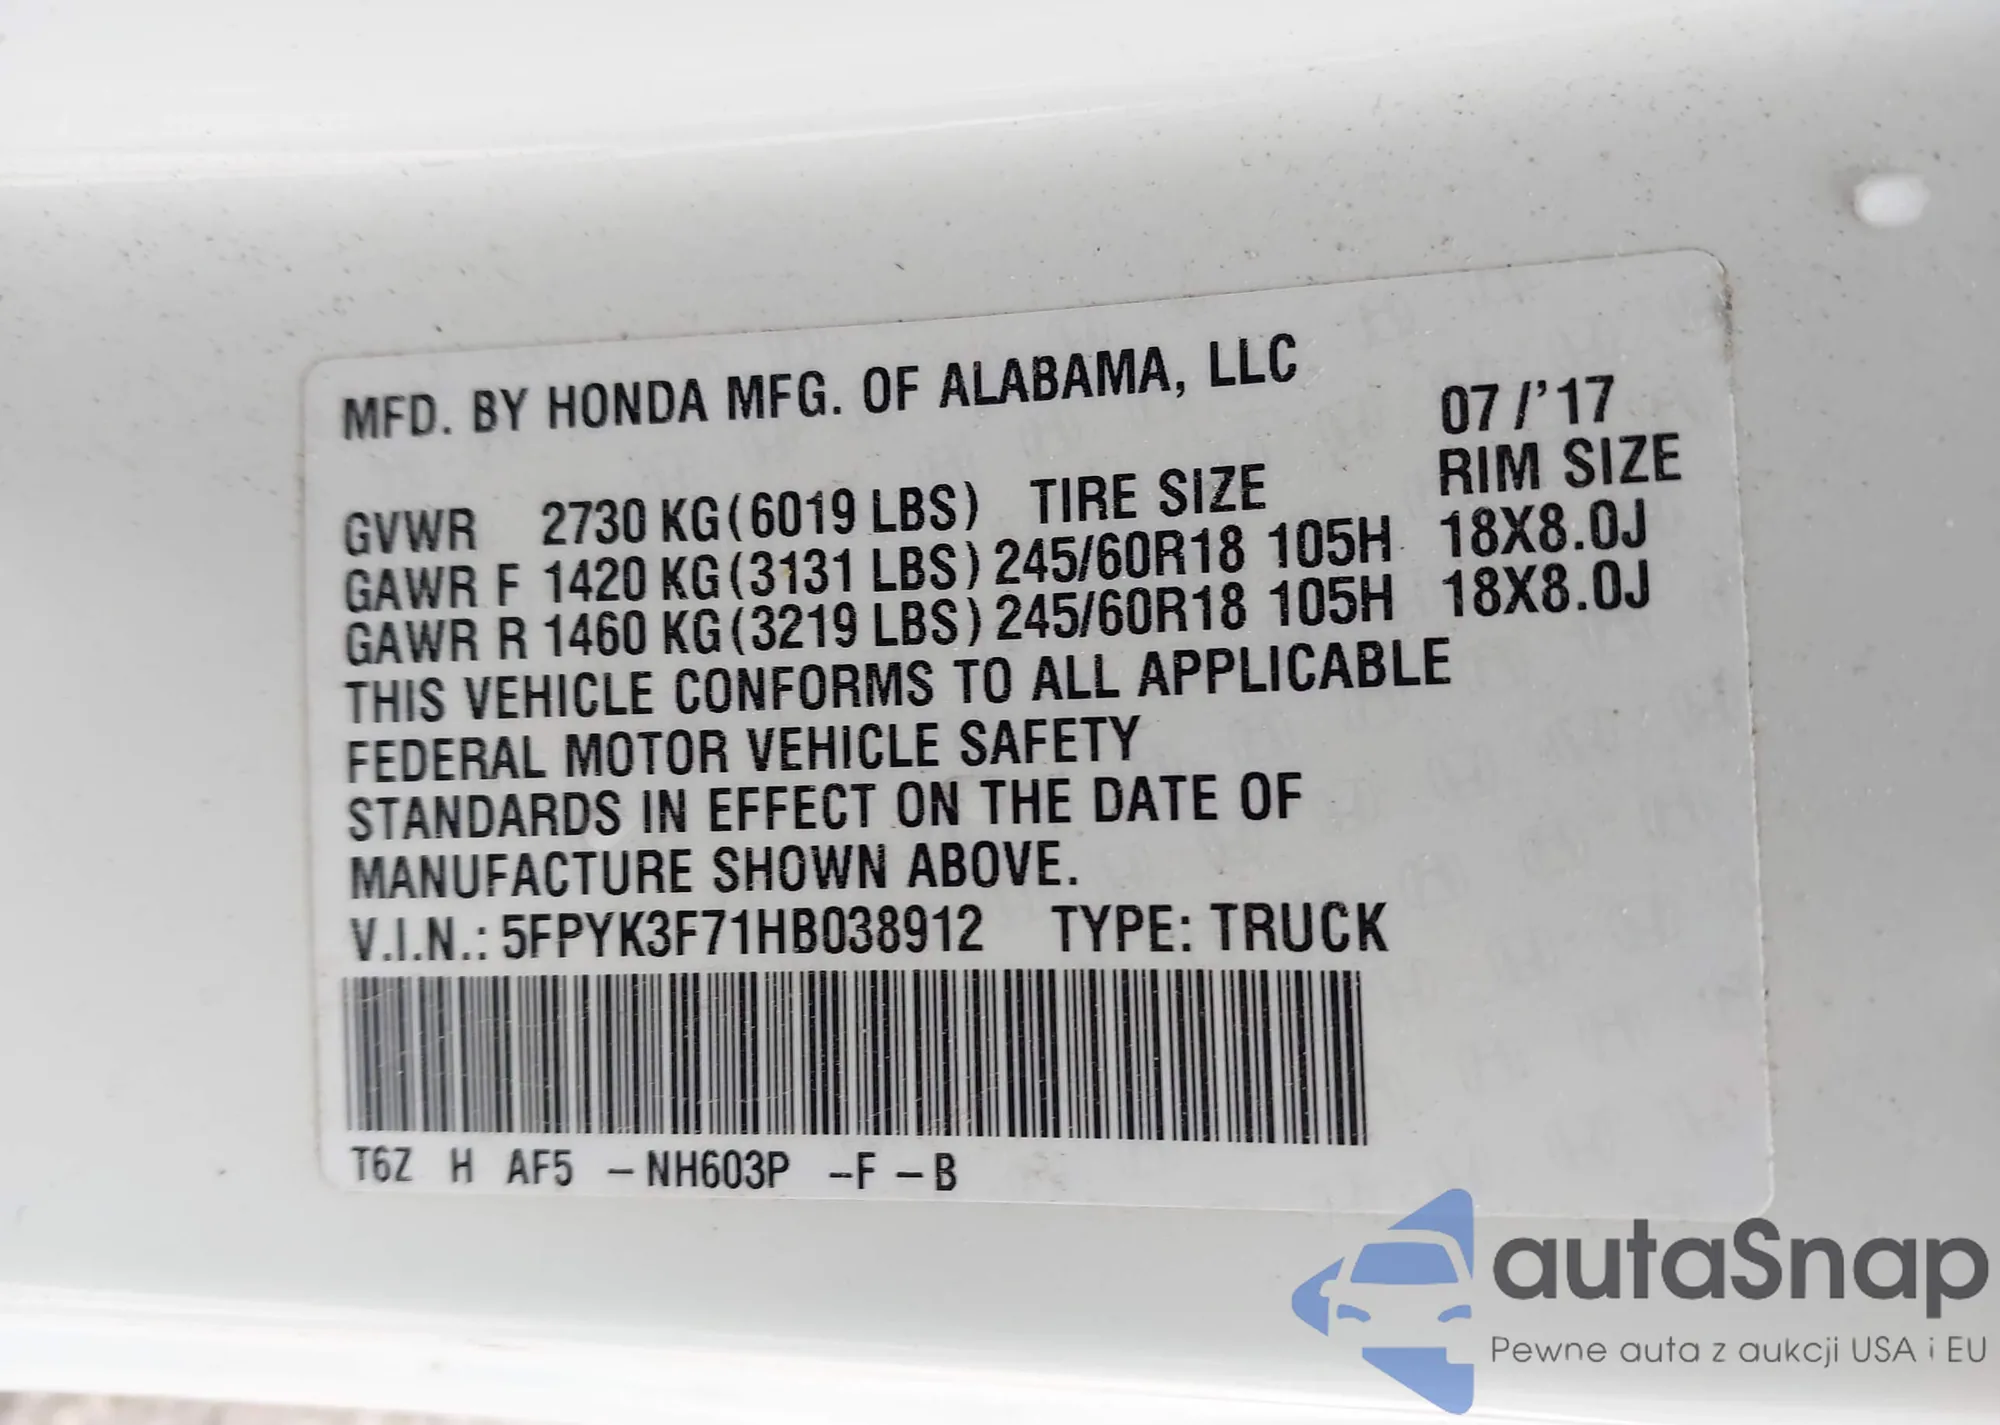 MFD. BY HONDA MFG. OF ALABAMA, LLC
07/'17
GVWR 2730 KG(6019 LBS) TIRE SIZE RIM SIZE
GAWR F 1420 KG(3131 LBS) 245/60R18 105H 18X8.0J
GAWR R 1460 KG(3219 LBS) 245/60R18 105H 18X8.0J
THIS VEHICLE CONFORMS TO ALL APPLICABLE
FEDERAL MOTOR VEHICLE SAFETY
STANDARDS IN EFFECT ON THE DATE OF
MANUFACTURE SHOWN ABOVE.
V.I.N.: 5FPYK3F71HB038912 TYPE: TRUCK
T6Z H AF5 -NH603P -F -B
autaSnap
Pewne auta z aukcji USA i EU